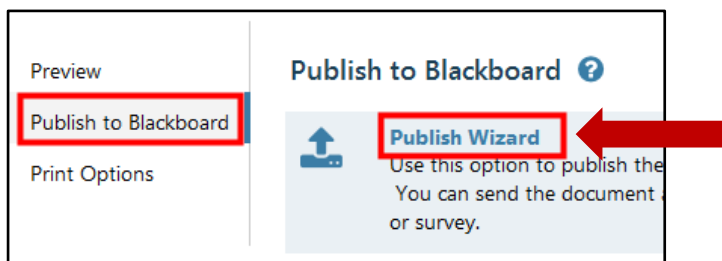 Preview
Publish to Blackboard
Print Options
Publish to Blackboard ?
Publish Wizard
Use this option to publish the
You can send the document
or survey.